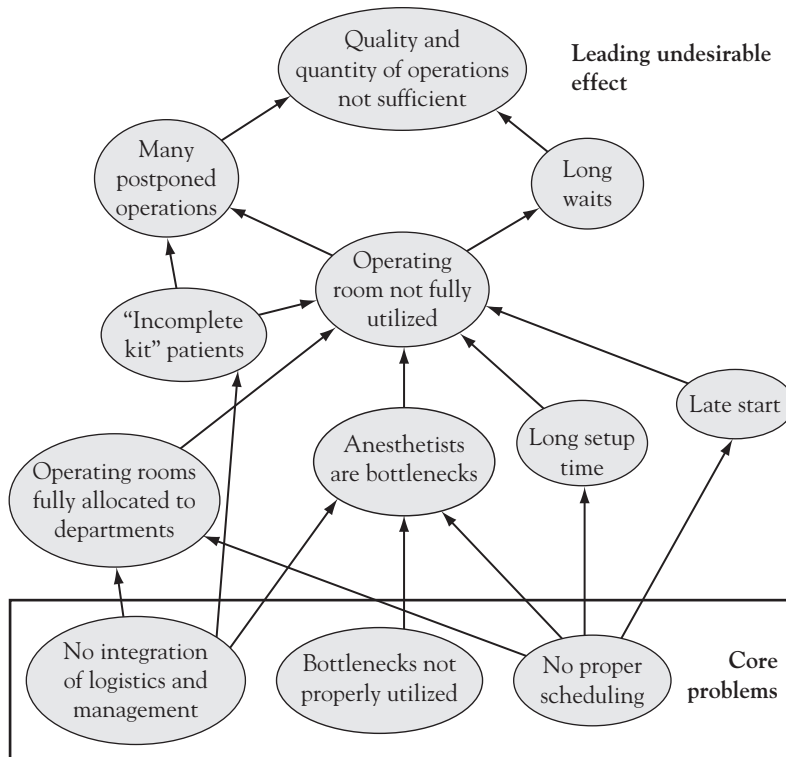 Quality and
quantity of operations
not sufficient
Leading undesirable
effect
Many
postponed
operations
Long
waits
Operating
room not fully
utilized
“Incomplete
kit” patients
Late start
Anesthetists
are bottlenecks
Long setup
time
Operating rooms
fully allocated to
departments
No integration
of logistics and
management
Bottlenecks not
properly utilized
No proper
scheduling
Core
problems